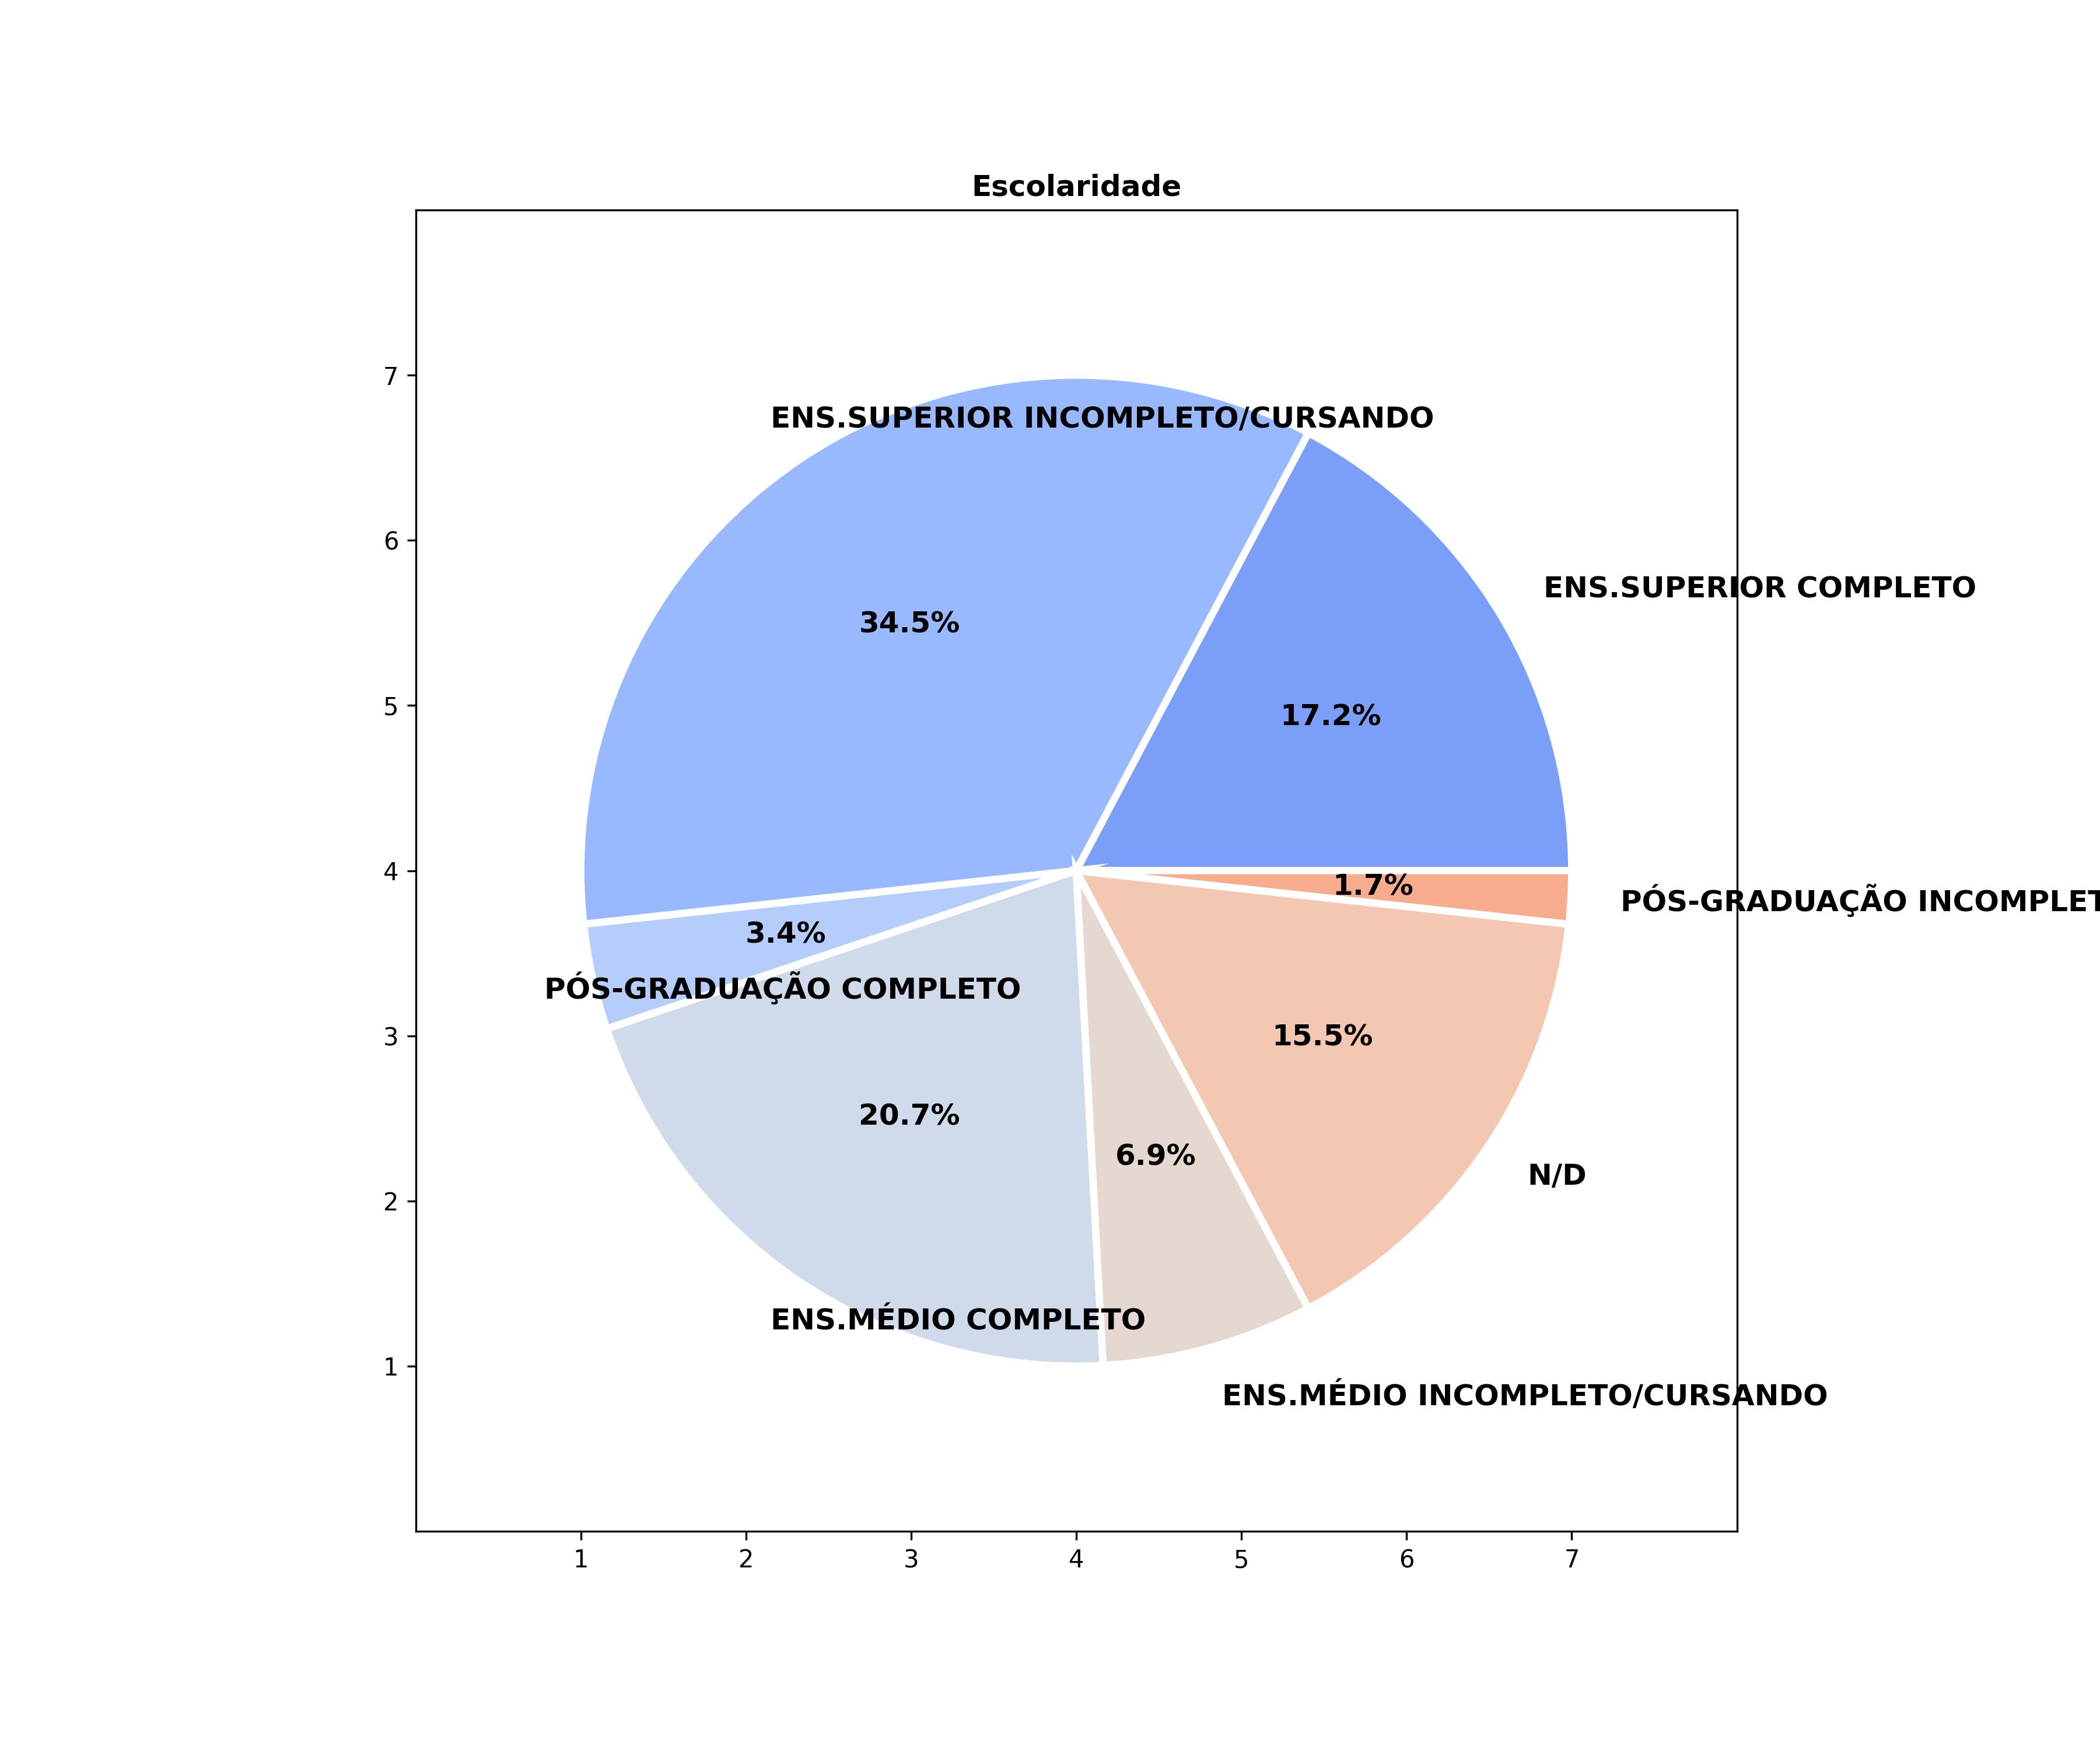 Escolaridade
7
ENS.SUPERIOR INCOMPLETO/CURSANDO
6
ENS.SUPERIOR COMPLETO
34.5%
5
17.2%
4
1.7%
PÓS-GRADUAÇÃO INCOMPLET
3.4%
PÓS-GRADUAÇÃO COMPLETO
3
15.5%
20.7%
6.9%
N/D
2
ENS.MÉDIO COMPLETO
1
ENS.MÉDIO INCOMPLETO/CURSANDO
1 2 3 4 5 6 7